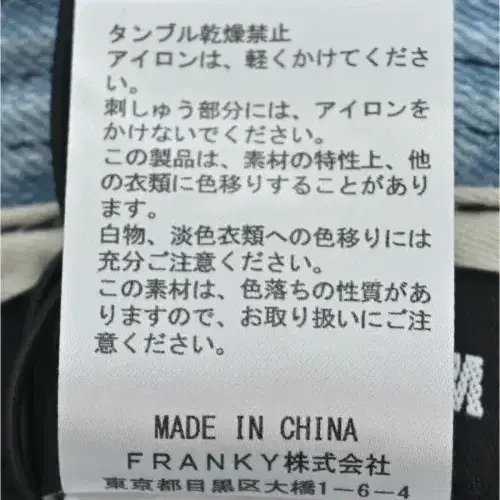 タンブル乾燥禁止
アイロンは、軽くかけてくださ
い。
刺しゅう部分には、アイロンを
かけないでください。
この製品は、素材の特性上、他
の衣類に色移りすることがあり
ます。
白物、淡色衣類への色移りには
充分ご注意ください。
この素材は、色落ちの性質があ
りますので、お取り扱いにご注
意ください。
MADE IN CHINA
FRANKY株式会社
東京都目黒区大橋1-6-4